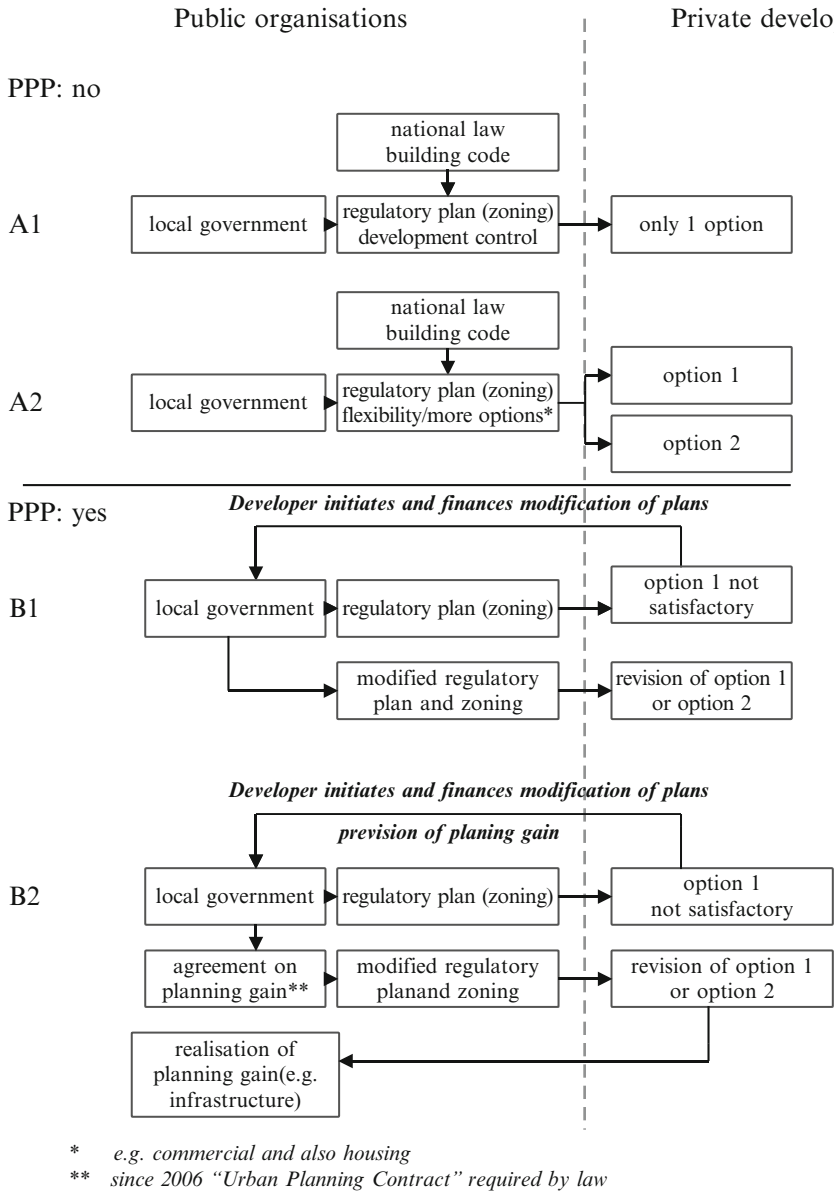 Public organisations
Private develo
PPP: no
national law
building code
A1
local government
regulatory plan (zoning)
development control
only 1 option
national law
building code
A2
local government
regulatory plan (zoning)
flexibility/more options*
option 1
option 2
PPP: yes
Developer initiates and finances modification of plans
B1
local government
regulatory plan (zoning)
option 1 not
satisfactory
modified regulatory
plan and zoning
revision of option 1
or option 2
Developer initiates and finances modification of plans
prevision of planing gain
B2
local government
regulatory plan (zoning)
option 1
not satisfactory
agreement on
planning gain**
modified regulatory
planand zoning
revision of option 1
or option 2
realisation of
planning gain(e.g.
infrastructure)
* e.g. commercial and also housing
** since 2006 “Urban Planning Contract” required by law